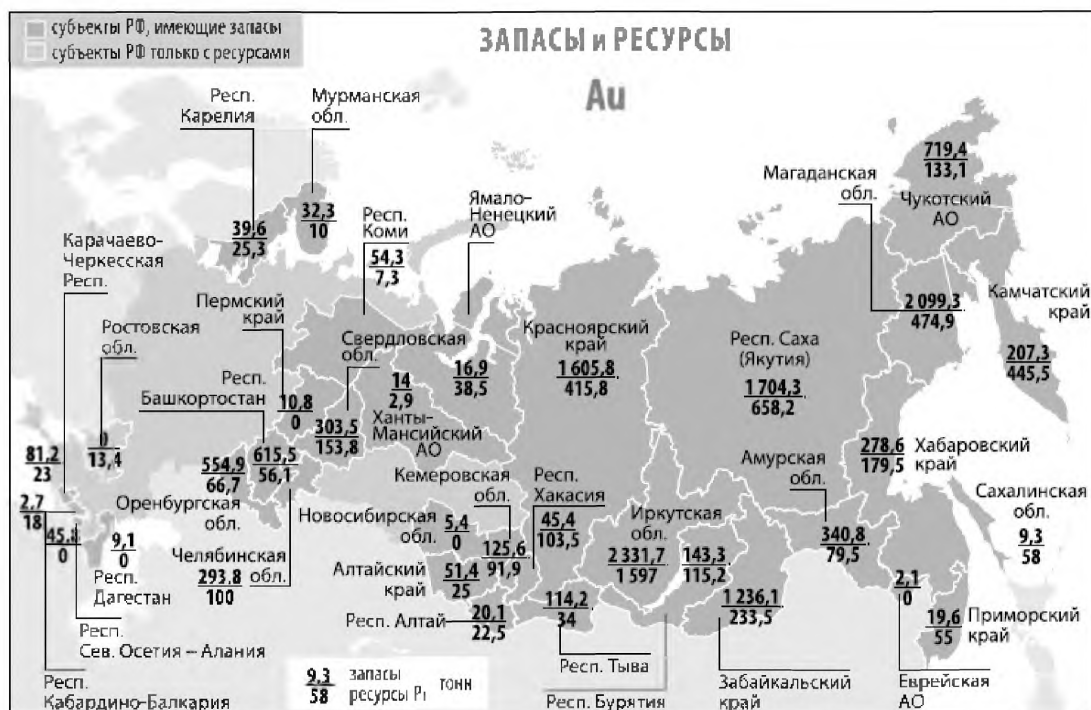 субъекты РФ, имеющие запасы
субъекты РФ только с ресурсами
ЗАПАСЫ и РЕСУРСЫ
Au
Респ.
Карелия
39,6
25,3
Мурманская
обл.
32,3
10
Респ.
Коми
54,3
7,3
Ямало-
Ненецкий
АО
16,9
38,5
Магаданская
обл.
2 099,3
474,9
719,4
133,1
Чукотский
АО
Камчатский
край
207,3
445,5
Карачаево-
Черкесская
Респ.
81,2
23
Ростовская
обл.
0
13,4
Пермский
край
10,8
0
Свердловская
обл.
303,5
153,8
Красноярский
край
1 605,8
415,8
Респ. Саха
(Якутия)
1 704,3
658,2
Респ.
Башкортостан
615,5
56,1
14
2,9
Ханты-
Мансийский
АО
554,9
66,7
Оренбургская
обл.
Челябинская
обл.
293,8
100
Кемеровская
обл.
125,6
91,9
Респ.
Хакасия
45,4
103,5
Иркутская
обл.
2 331,7
1 597
143,3
115,2
Амурская
обл.
340,8
79,5
278,6
179,5
Хабаровский
край
Сахалинская
обл.
9,3
58
Новосибирская
обл.
5,4
0
Алтайский
край
51,4
25
Респ. Алтай
20,1
22,5
114,2
34
Респ. Тыва
Респ. Бурятия
1 236,1
233,5
Забайкальский
край
2,1
0
Еврейская
АО
19,6
55
Приморский
край
2,7
18
45,8
0
9,1
0
Респ.
Дагестан
Респ.
Сев. Осетия – Алания
Респ.
Кабардино-Балкария
9,3
58
запасы
ресурсы P₁
тонн